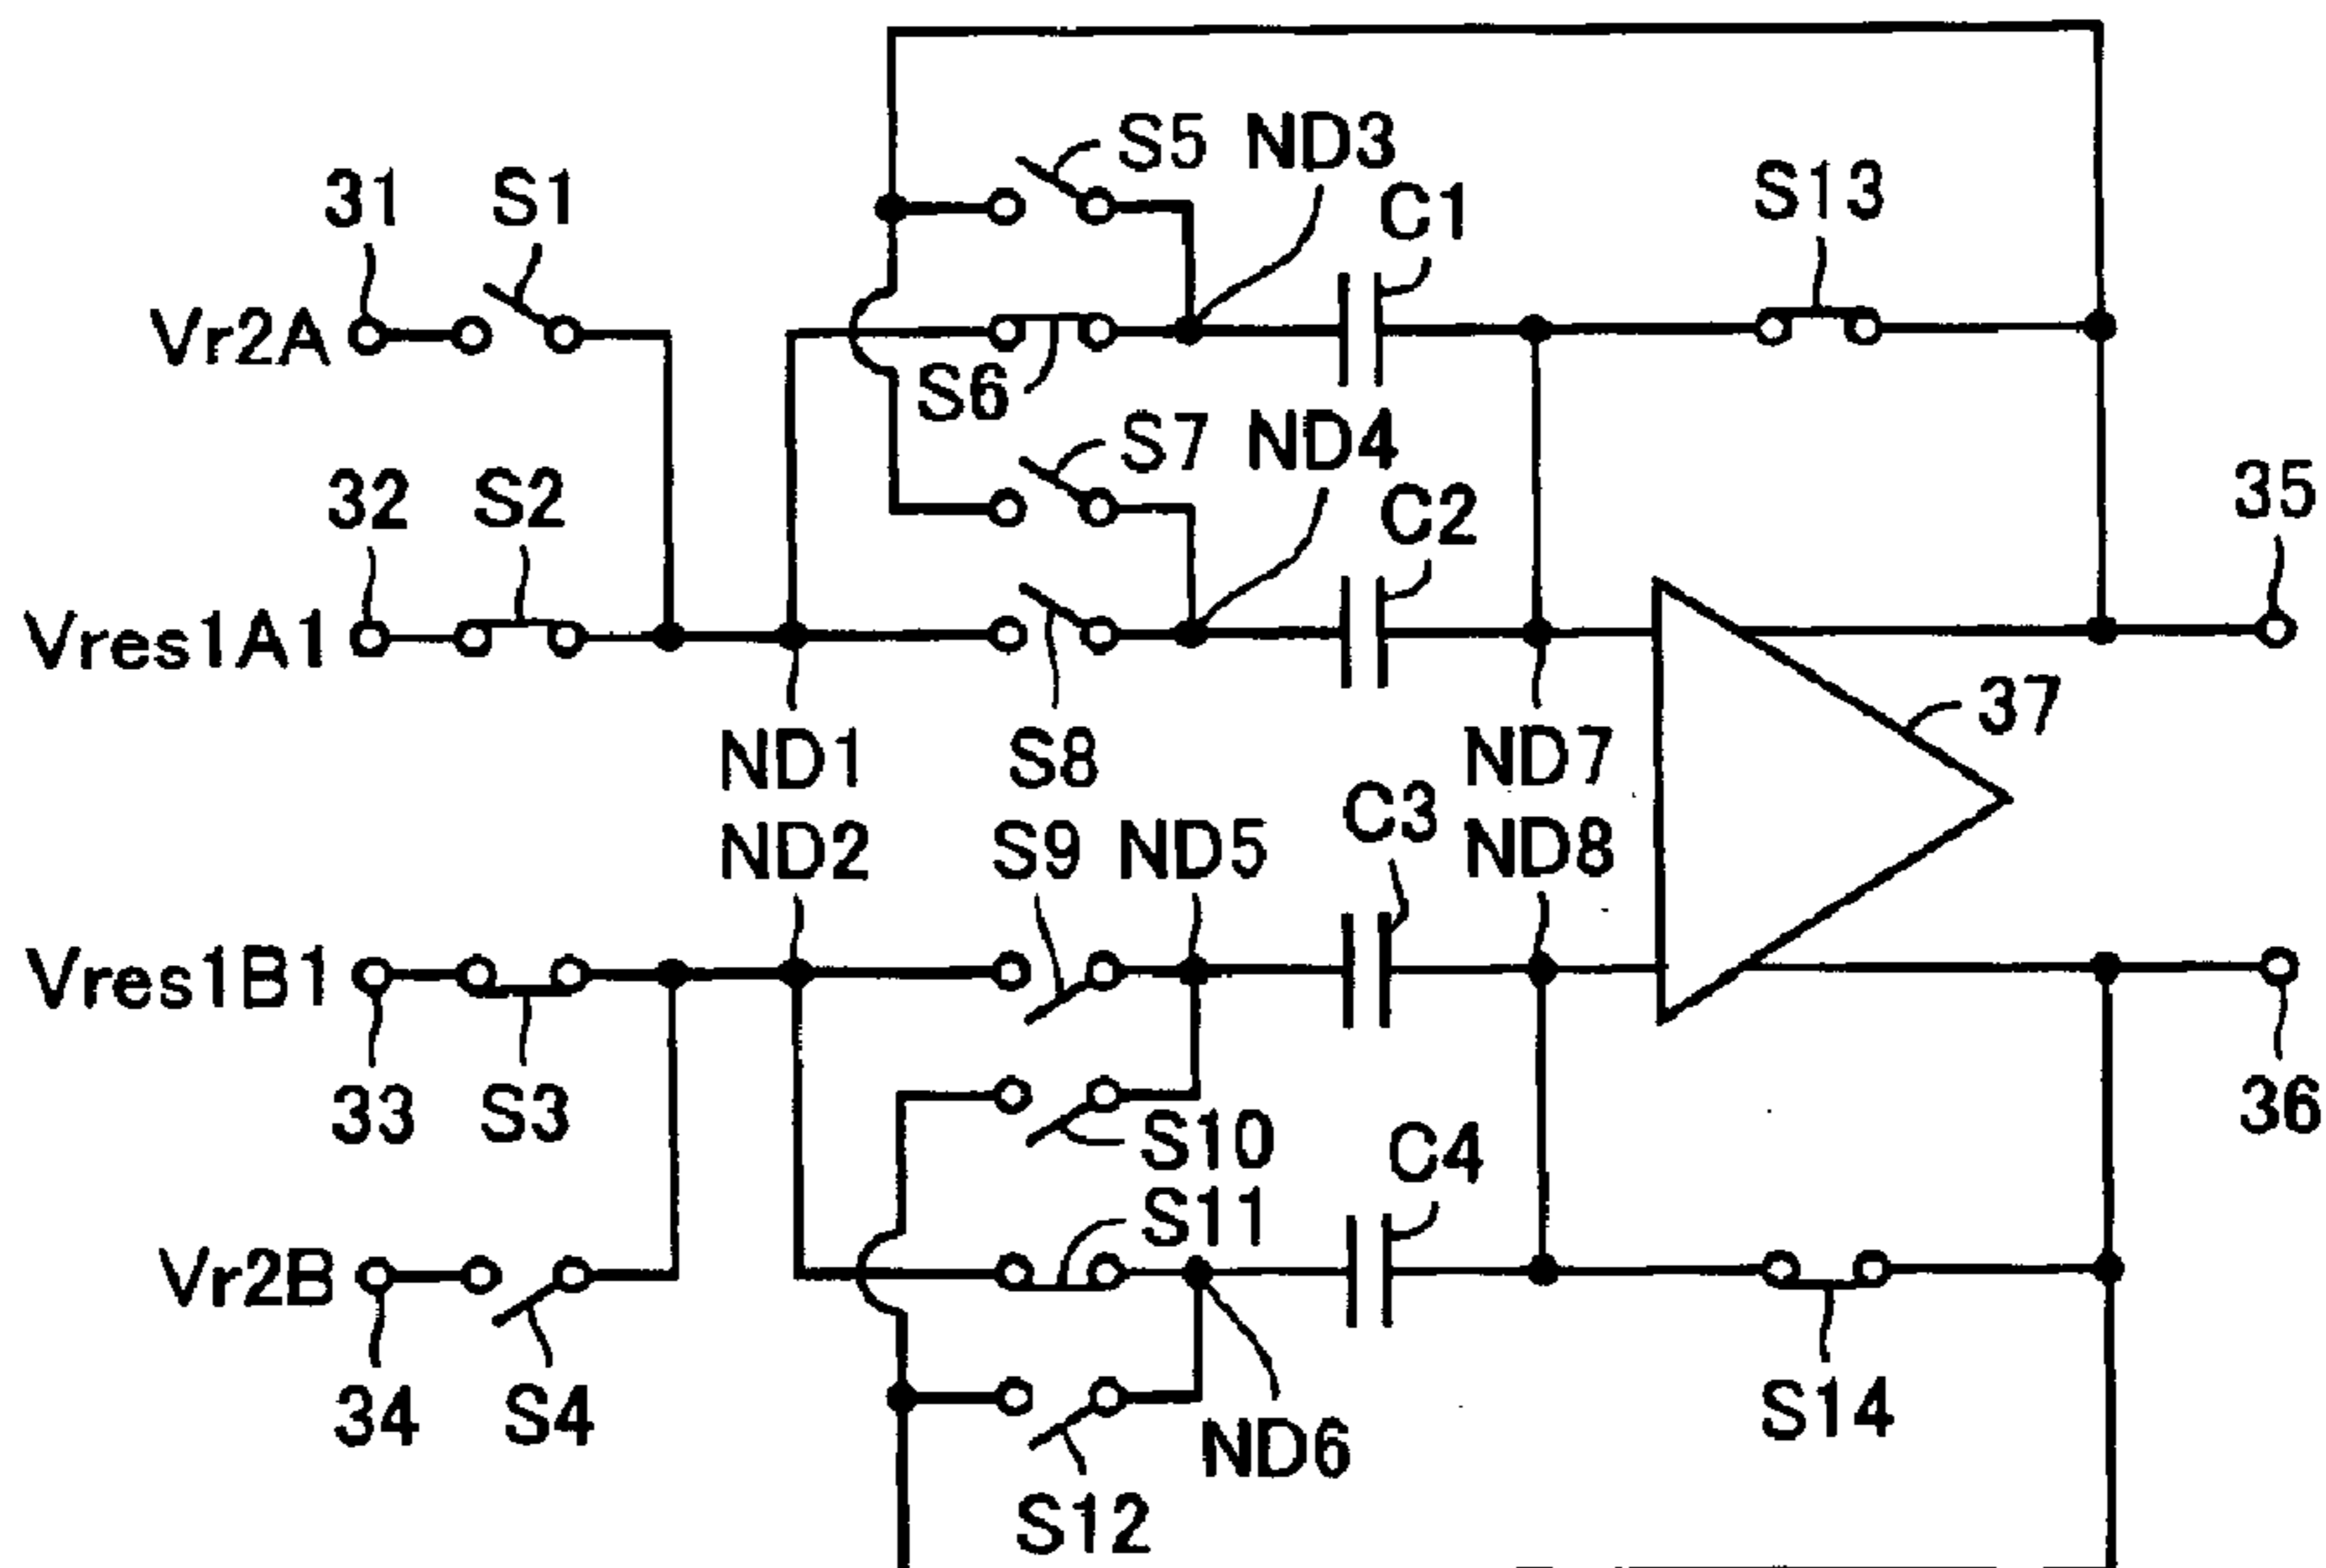 S5 ND3
31 S1 C1 S13
Vr2A
S6
S7 ND4
32 S2 C2 35
Vres1A1
37
ND1 S8 ND7
C3
ND2 S9 ND5 ND8
Vres1B1
33 S3 S10 C4 36
S11
Vr2B
34 S4 ND6 S14
S12